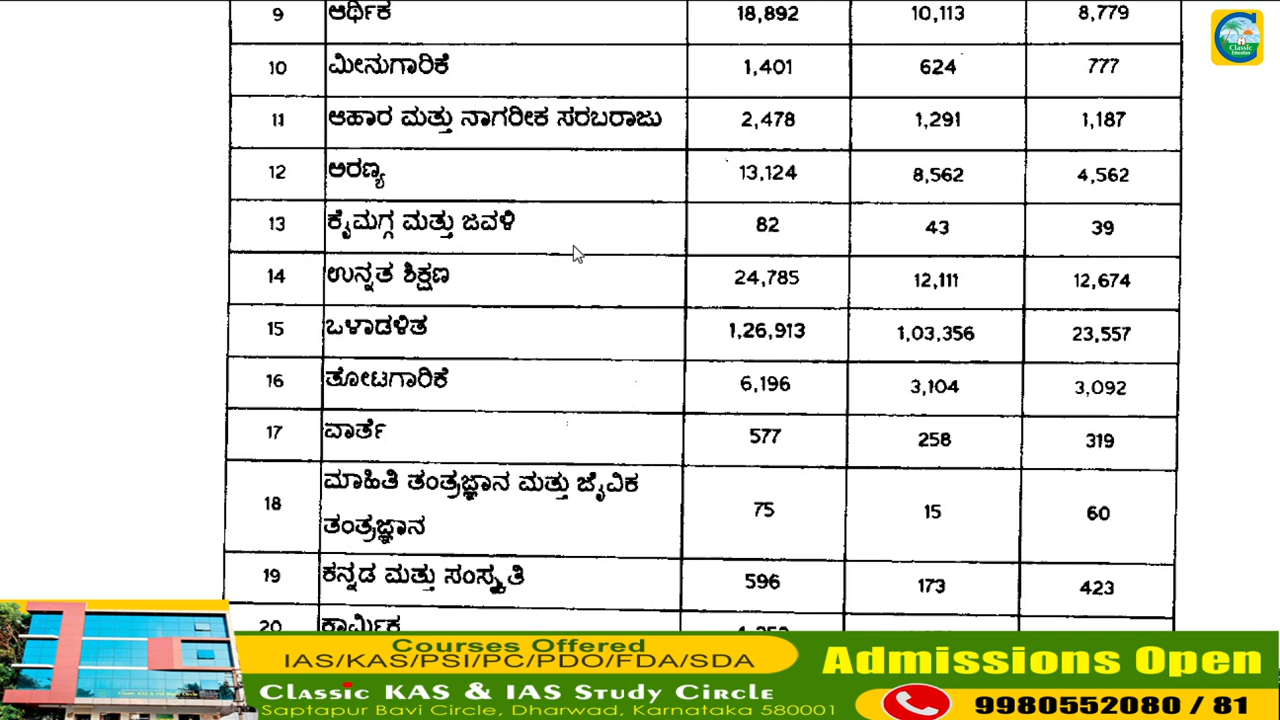 9 ಆರ್ಥಿಕ 18,892 10,113 8,779
10 ಮೀನುಗಾರಿಕೆ 1,401 624 777
11 ಆಹಾರ ಮತ್ತು ನಾಗರೀಕ ಸರಬರಾಜು 2,478 1,291 1,187
12 ಅರಣ್ಯ 13,124 8,562 4,562
13 ಕೈಮಗ್ಗ ಮತ್ತು ಜವಳಿ 82 43 39
14 ಉನ್ನತ ಶಿಕ್ಷಣ 24,785 12,111 12,674
15 ಒಳಾಡಳಿತ 1,26,913 1,03,356 23,557
16 ತೋಟಗಾರಿಕೆ 6,196 3,104 3,092
17 ವಾರ್ತೆ 577 258 319
18 ಮಾಹಿತಿ ತಂತ್ರಜ್ಞಾನ ಮತ್ತು ಜೈವಿಕ
ತಂತ್ರಜ್ಞಾನ 75 15 60
19 ಕನ್ನಡ ಮತ್ತು ಸಂಸ್ಕೃತಿ 596 173 423
20 ಕಾರ್ಮಿಕ
Classic
Education
Courses Offered
IAS/KAS/PSI/PC/PDO/FDA/SDA
Classic KAS & IAS Study Circle
Saptapur Bavi Circle, Dharwad, Karnataka 580001
Admissions Open
9980552080 / 81